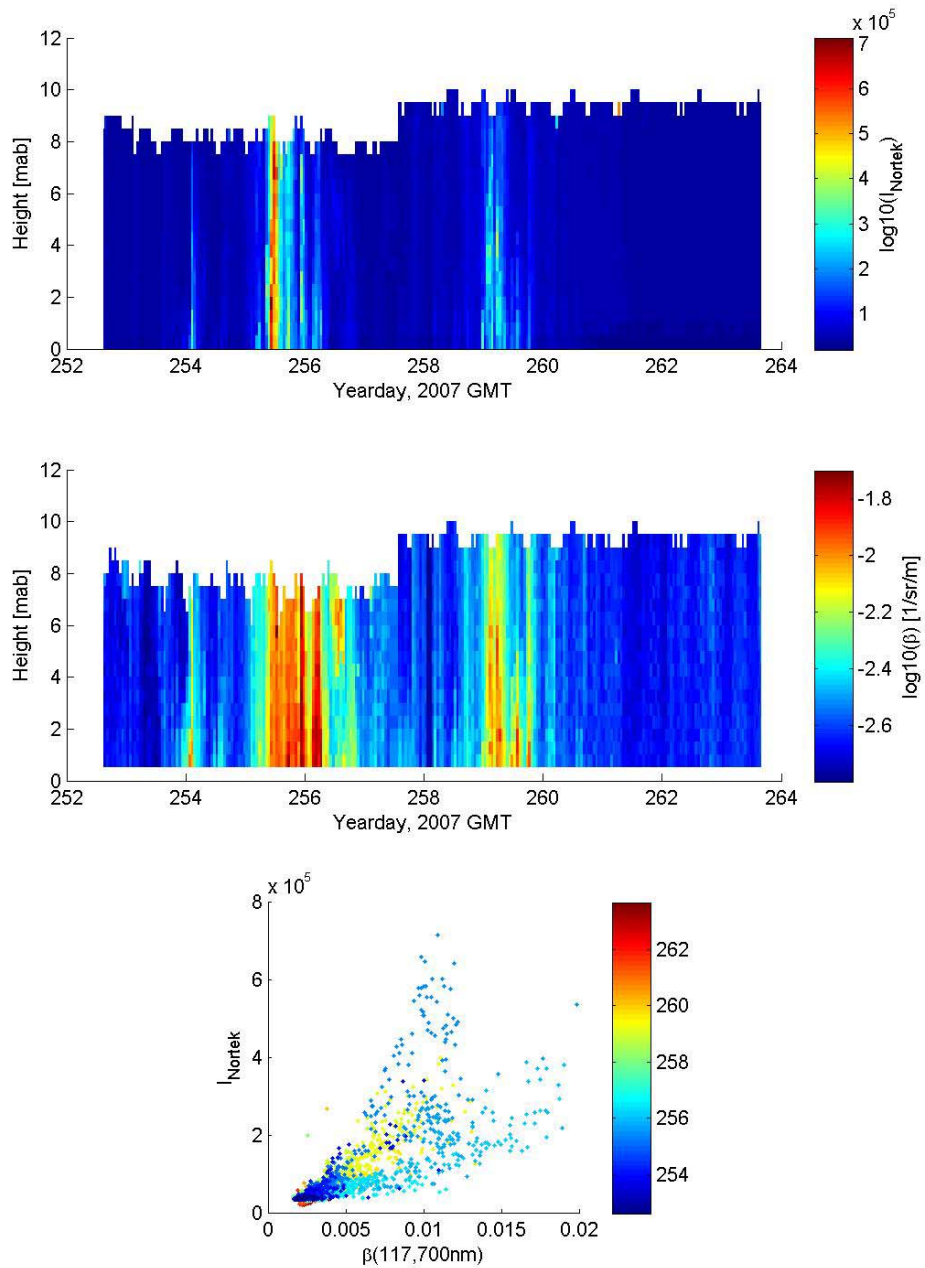 x 10⁵
12
10
8
6
4
2
0
Height [mab]
252 254 256 258 260 262 264
Yearday, 2007 GMT
7
6
5
4
3
2
1
log10(I_Nortek)
12
10
8
6
4
2
0
Height [mab]
252 254 256 258 260 262 264
Yearday, 2007 GMT
-1.8
-2
-2.2
-2.4
-2.6
log10(β) [1/sr/m]
x 10⁵
8
6
4
2
0
I_Nortek
0 0.005 0.01 0.015 0.02
β(117,700nm)
262
260
258
256
254